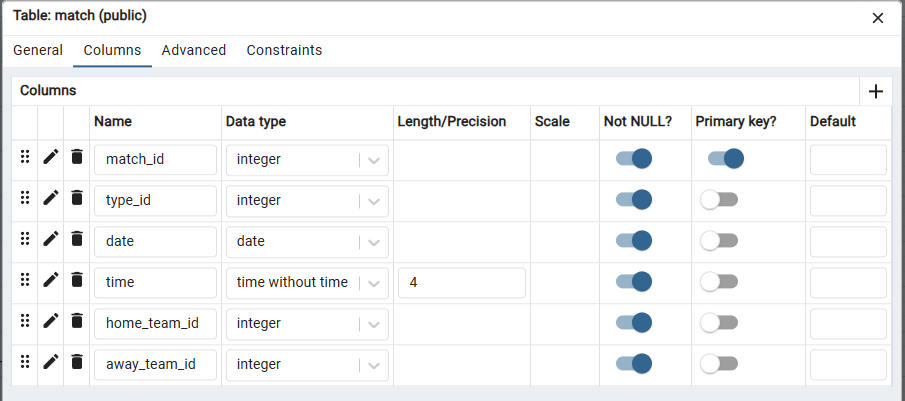 Table: match (public)
General Columns Advanced Constraints
Columns
Name Data type Length/Precision Scale Not NULL? Primary key? Default
match_id integer
type_id integer
date date
time time without time 4
home_team_id integer
away_team_id integer